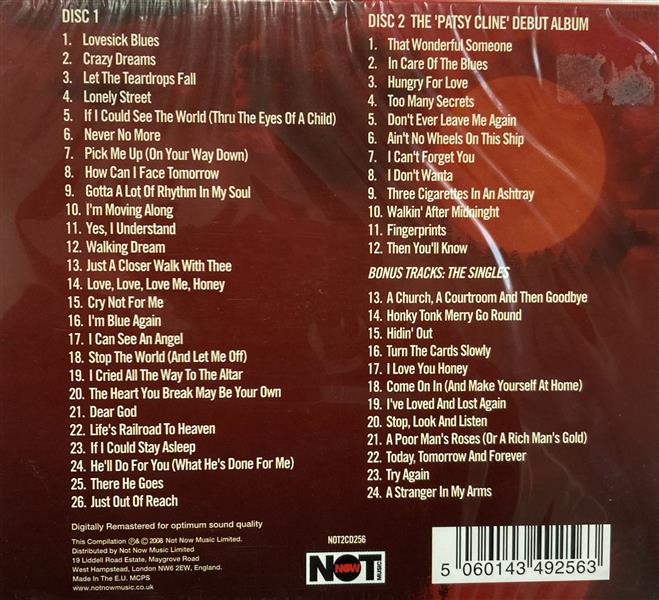 DISC 1
1. Lovesick Blues
2. Crazy Dreams
3. Let The Teardrops Fall
4. Lonely Street
5. If I Could See The World (Thru The Eyes Of A Child)
6. Never No More
7. Pick Me Up (On Your Way Down)
8. How Can I Face Tomorrow
9. Gotta A Lot Of Rhythm In My Soul
10. I'm Moving Along
11. Yes, I Understand
12. Walking Dream
13. Just A Closer Walk With Thee
14. Love, Love, Love Me, Honey
15. Cry Not For Me
16. I'm Blue Again
17. I Can See An Angel
18. Stop The World (And Let Me Off)
19. I Cried All The Way To The Altar
20. The Heart You Break May Be Your Own
21. Dear God
22. Life's Railroad To Heaven
23. If I Could Stay Asleep
24. He'll Do For You (What He's Done For Me)
25. There He Goes
26. Just Out Of Reach
DISC 2 THE 'PATSY CLINE' DEBUT ALBUM
1. That Wonderful Someone
2. In Care Of The Blues
3. Hungry For Love
4. Too Many Secrets
5. Don't Ever Leave Me Again
6. Ain't No Wheels On This Ship
7. I Can't Forget You
8. I Don't Wanta
9. Three Cigarettes In An Ashtray
10. Walkin' After Midninght
11. Fingerprints
12. Then You'll Know
BONUS TRACKS: THE SINGLES
13. A Church, A Courtroom And Then Goodbye
14. Honky Tonk Merry Go Round
15. Hidin' Out
16. Turn The Cards Slowly
17. I Love You Honey
18. Come On In (And Make Yourself At Home)
19. I've Loved And Lost Again
20. Stop, Look And Listen
21. A Poor Man's Roses (Or A Rich Man's Gold)
22. Today, Tomorrow And Forever
23. Try Again
24. A Stranger In My Arms
Digitally Remastered for optimum sound quality
This Compilation ℗&© 2006 Not Now Music Limited.
Distributed by Not Now Music Limited
19 Liddell Road Estate, Maygrove Road
West Hampstead, London NW6 2EW, England.
Made In The E.U. MCPS
www.notnowmusic.co.uk
NOT2CD256
NOT NOW MUSIC
5 060143 492563